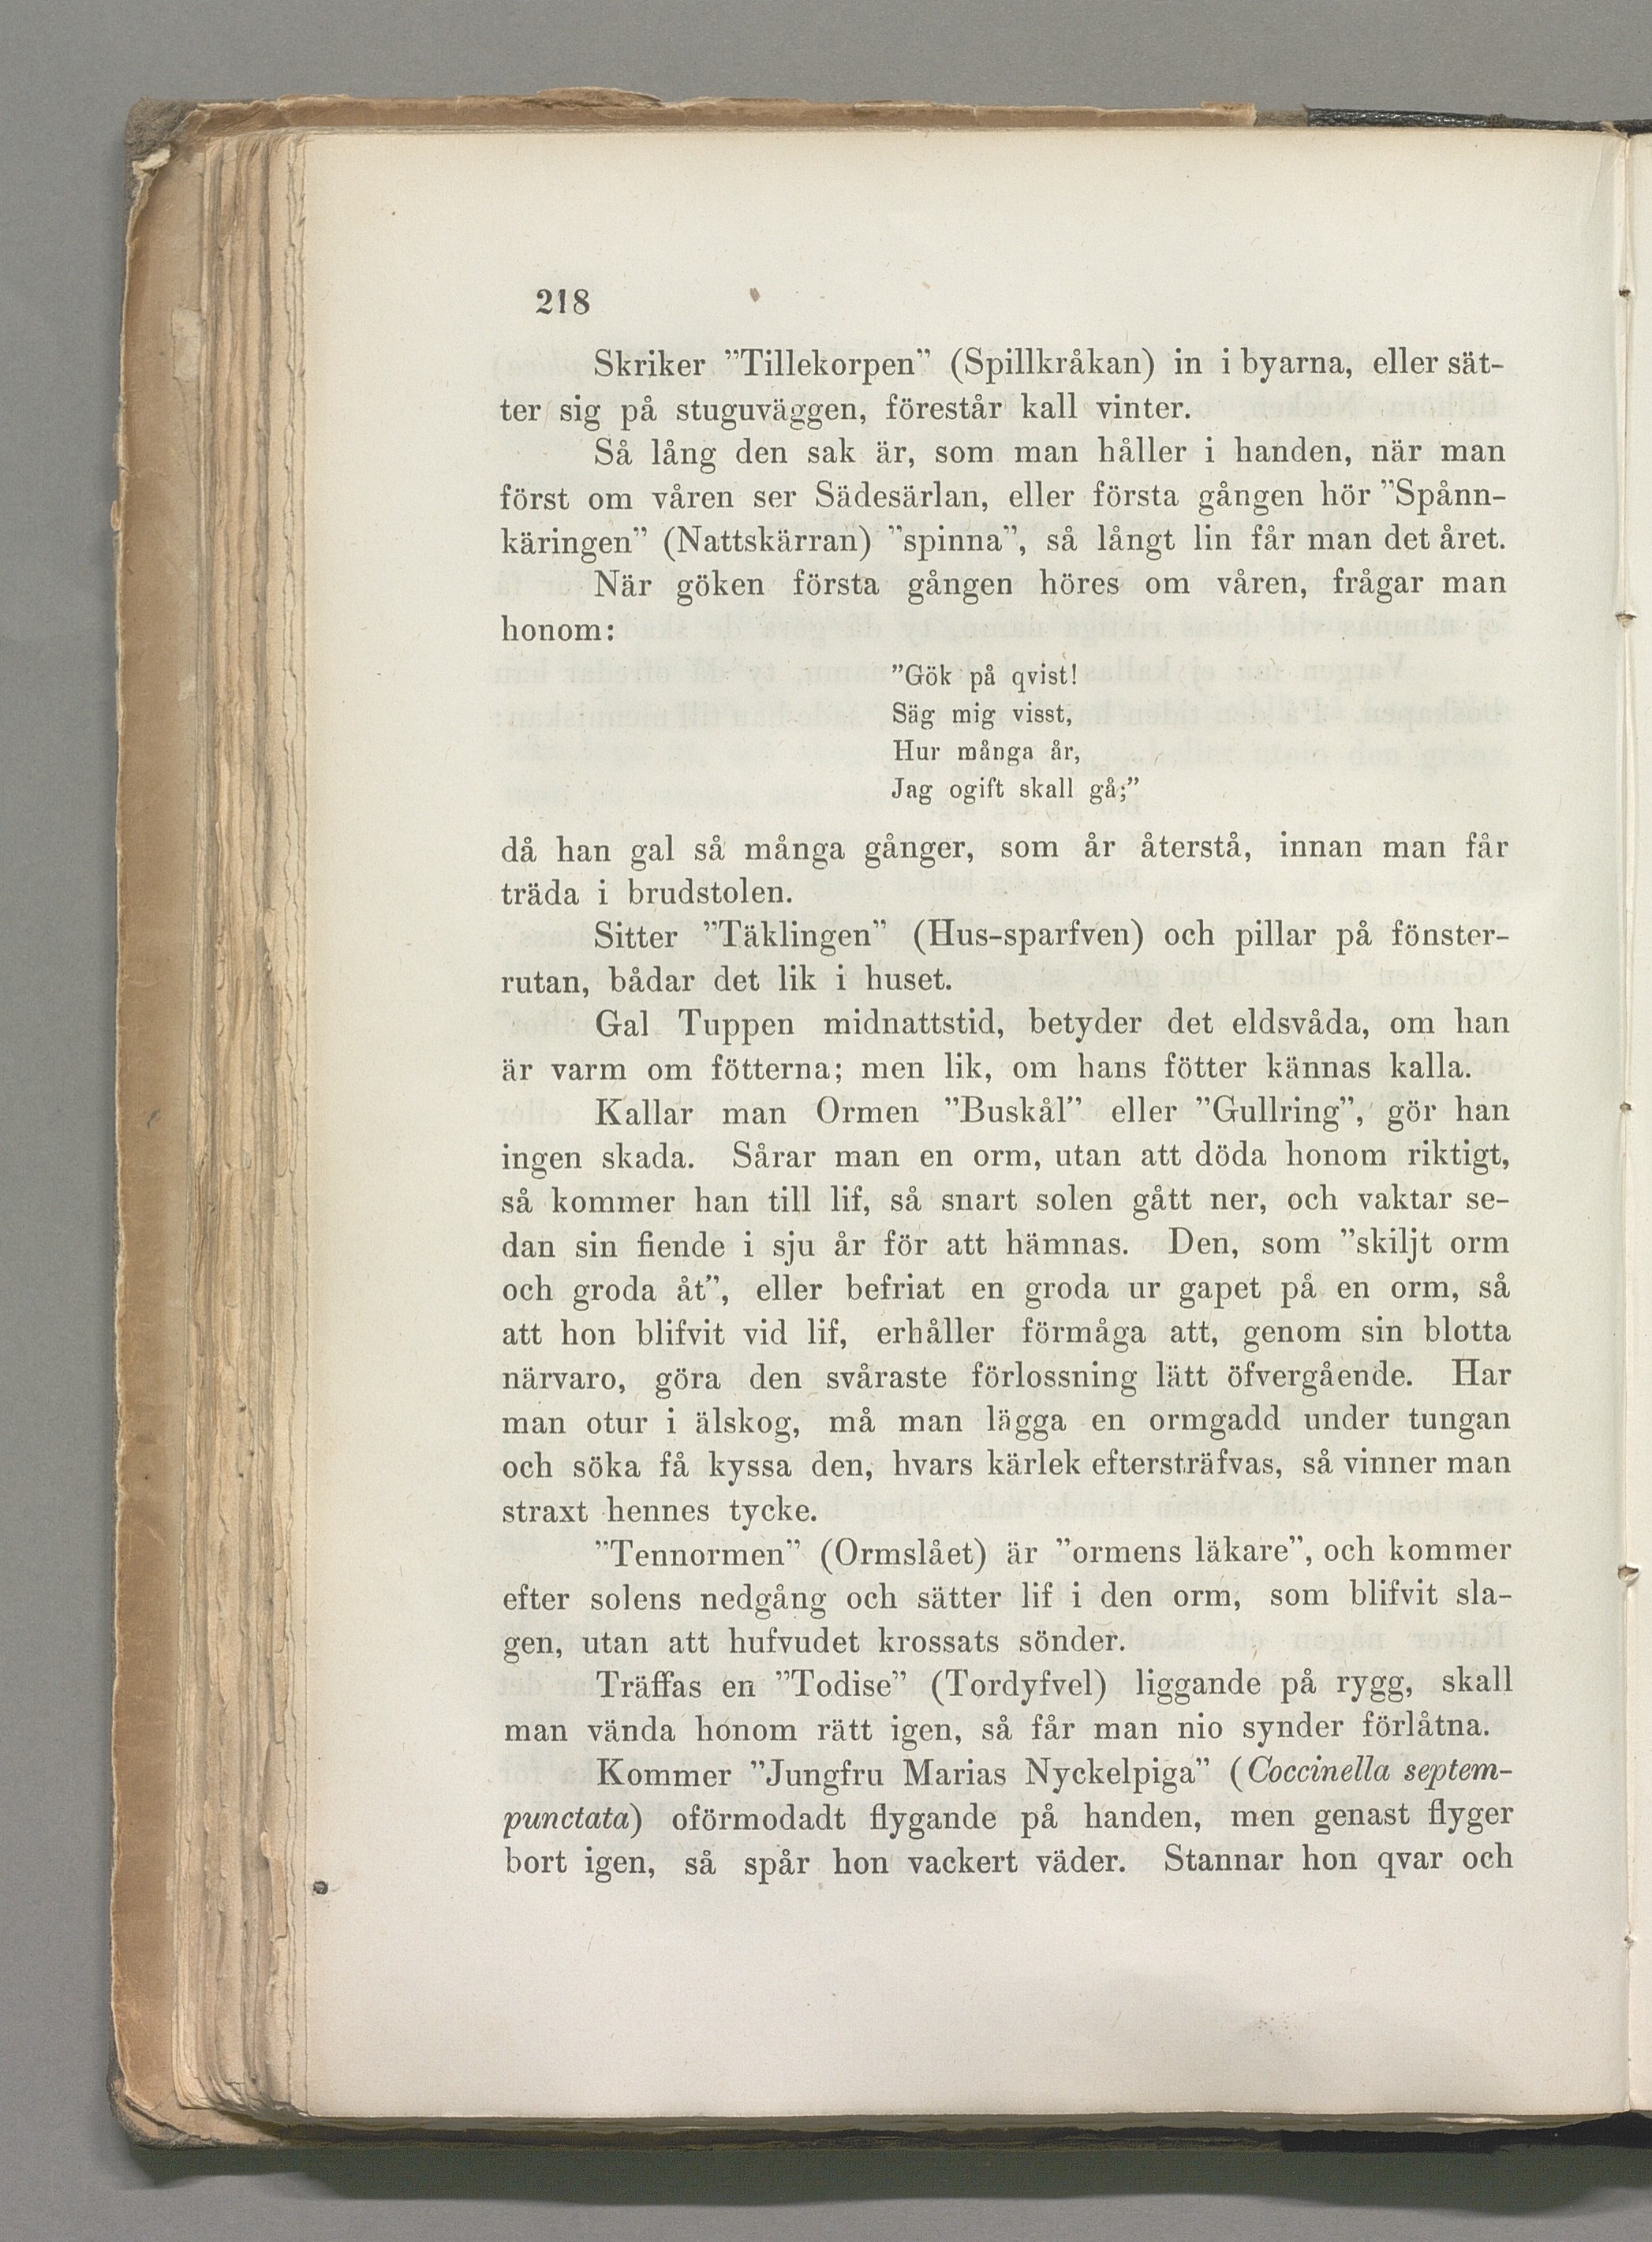 218
Skriker ”Tillekorpen” (Spillkråkan) in i byarna, eller sät-
ter sig på stuguväggen, förestår kall vinter.
Så lång den sak är, som man håller i handen, när man
först om våren ser Sädesärlan, eller första gången hör ”Spånn-
käringen” (Nattskärran) ”spinna”, så långt lin får man det året.
När göken första gången höres om våren, frågar man
honom:
”Gök på qvist!
Säg mig visst,
Hur många år,
Jag ogift skall gå;”
då han gal så många gånger, som år återstå, innan man får
träda i brudstolen.
Sitter ”Täklingen” (Hus-sparfven) och pillar på fönster-
rutan, bådar det lik i huset.
Gal Tuppen midnattstid, betyder det eldsvåda, om han
är varm om fötterna; men lik, om hans fötter kännas kalla.
Kallar man Ormen ”Buskål” eller ”Gullring”, gör han
ingen skada. Sårar man en orm, utan att döda honom riktigt,
så kommer han till lif, så snart solen gått ner, och vaktar se-
dan sin fiende i sju år för att hämnas. Den, som ”skiljt orm
och groda åt”, eller befriat en groda ur gapet på en orm, så
att hon blifvit vid lif, erhåller förmåga att, genom sin blotta
närvaro, göra den svåraste förlossning lätt öfvergående. Har
man otur i älskog, må man lägga en ormgadd under tungan
och söka få kyssa den, hvars kärlek eftersträfvas, så vinner man
straxt hennes tycke.
”Tennormen” (Ormslået) är ”ormens läkare”, och kommer
efter solens nedgång och sätter lif i den orm, som blifvit sla-
gen, utan att hufvudet krossats sönder.
Träffas en ”Todise” (Tordyfvel) liggande på rygg, skall
man vända honom rätt igen, så får man nio synder förlåtna.
Kommer ”Jungfru Marias Nyckelpiga” (Coccinella septem-
punctata) oförmodadt flygande på handen, men genast flyger
bort igen, så spår hon vackert väder. Stannar hon qvar och